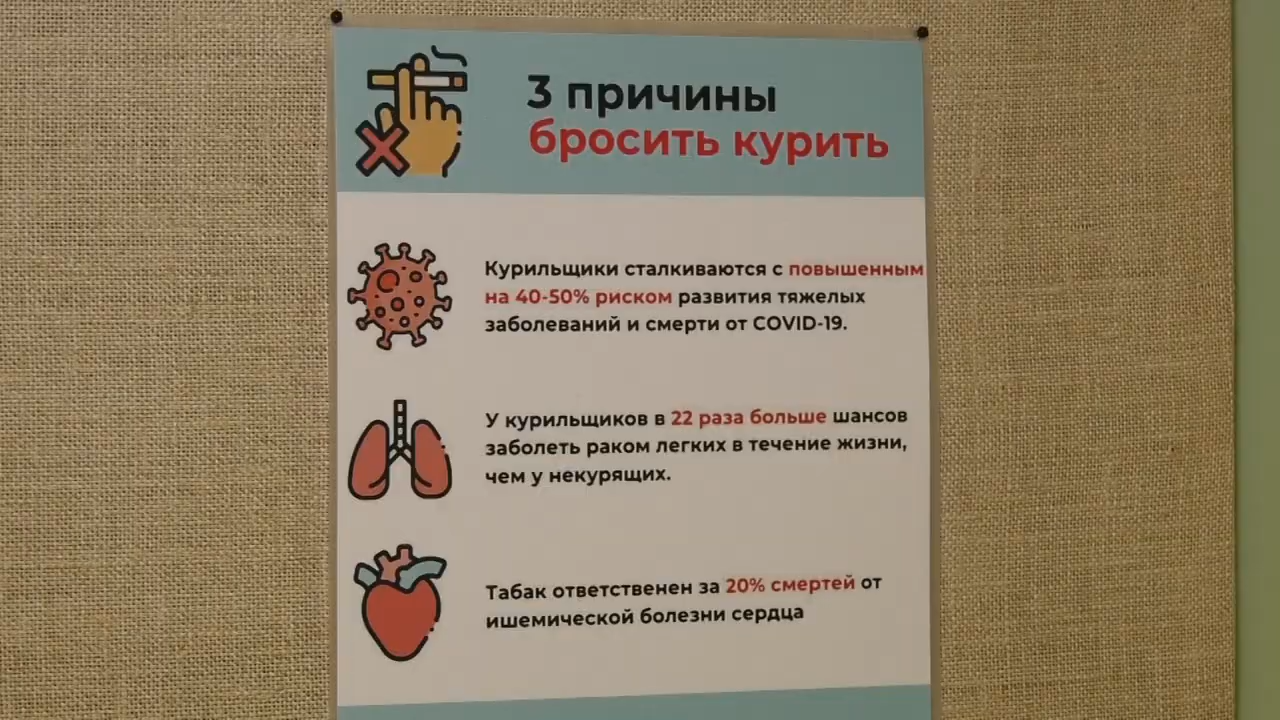 3 причины
бросить курить
Курильщики сталкиваются с повышенным
на 40-50% риском развития тяжелых
заболеваний и смерти от COVID-19.
У курильщиков в 22 раза больше шансов
заболеть раком легких в течение жизни,
чем у некурящих.
Табак ответственен за 20% смертей от
ишемической болезни сердца